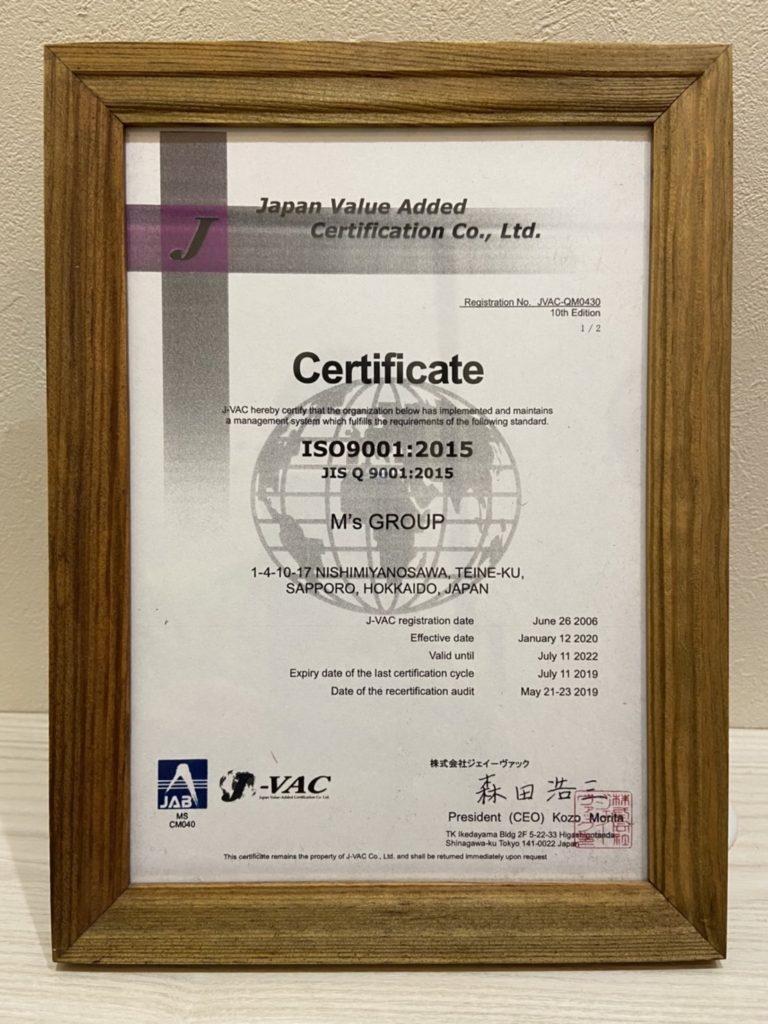 J
Japan Value Added
Certification Co., Ltd.
Registration No. JVAC-QM0430
10th Edition
1 / 2
Certificate
J-VAC hereby certify that the organization below has implemented and maintains
a management system which fulfills the requirements of the following standard.
ISO9001:2015
JIS Q 9001:2015
M's GROUP
1-4-10-17 NISHIMIYANOSAWA, TEINE-KU,
SAPPORO, HOKKAIDO, JAPAN
J-VAC registration date June 26 2006
Effective date January 12 2020
Valid until July 11 2022
Expiry date of the last certification cycle July 11 2019
Date of the recertification audit May 21-23 2019
JAB
MS
CM040
J-VAC
Japan Value Added Certification Co. Ltd.
株式会社ジェイーヴァック
森田浩三
President (CEO) Kozo Morita
TK Ikedayama Bldg 2F 5-22-33 Higashigotanda
Shinagawa-ku Tokyo 141-0022 Japan
This certificate remains the property of J-VAC Co., Ltd. and shall be returned immediately upon request